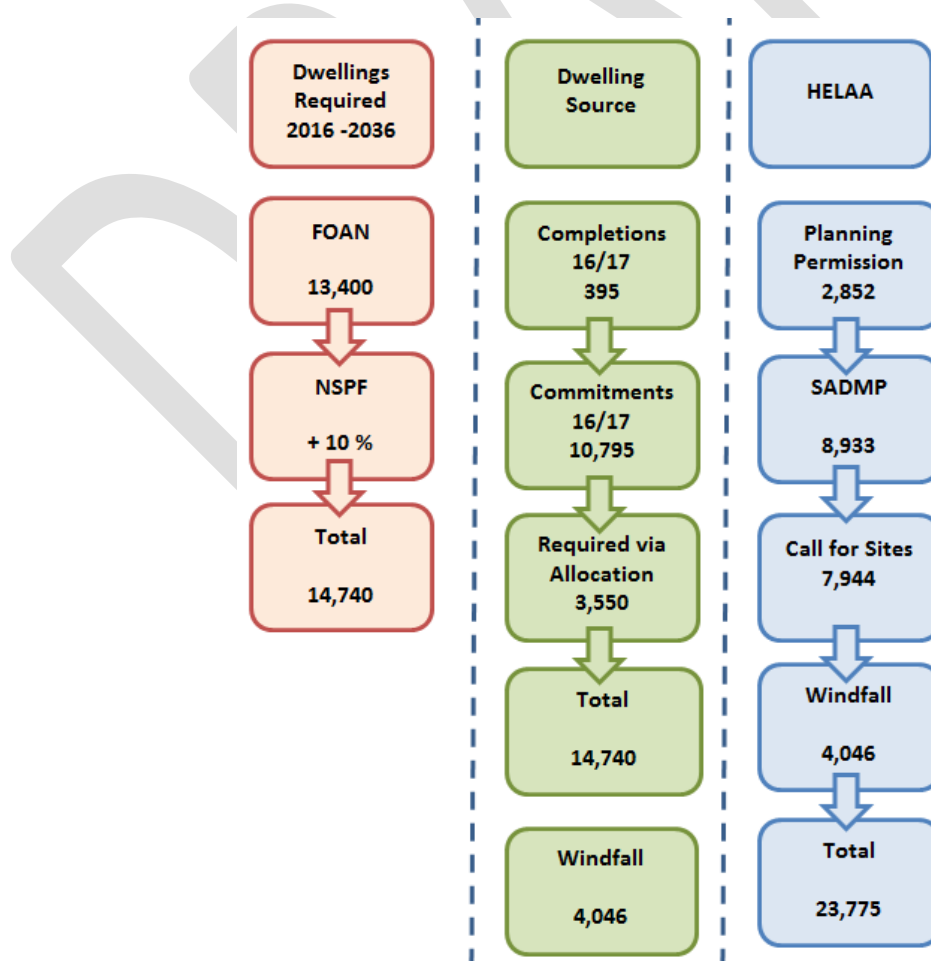 Dwellings
Required
2016 -2036
FOAN
13,400
NSPF
+ 10 %
Total
14,740
Dwelling
Source
Completions
16/17
395
Commitments
16/17
10,795
Required via
Allocation
3,550
Total
14,740
Windfall
4,046
HELAA
Planning
Permission
2,852
SADMP
8,933
Call for Sites
7,944
Windfall
4,046
Total
23,775